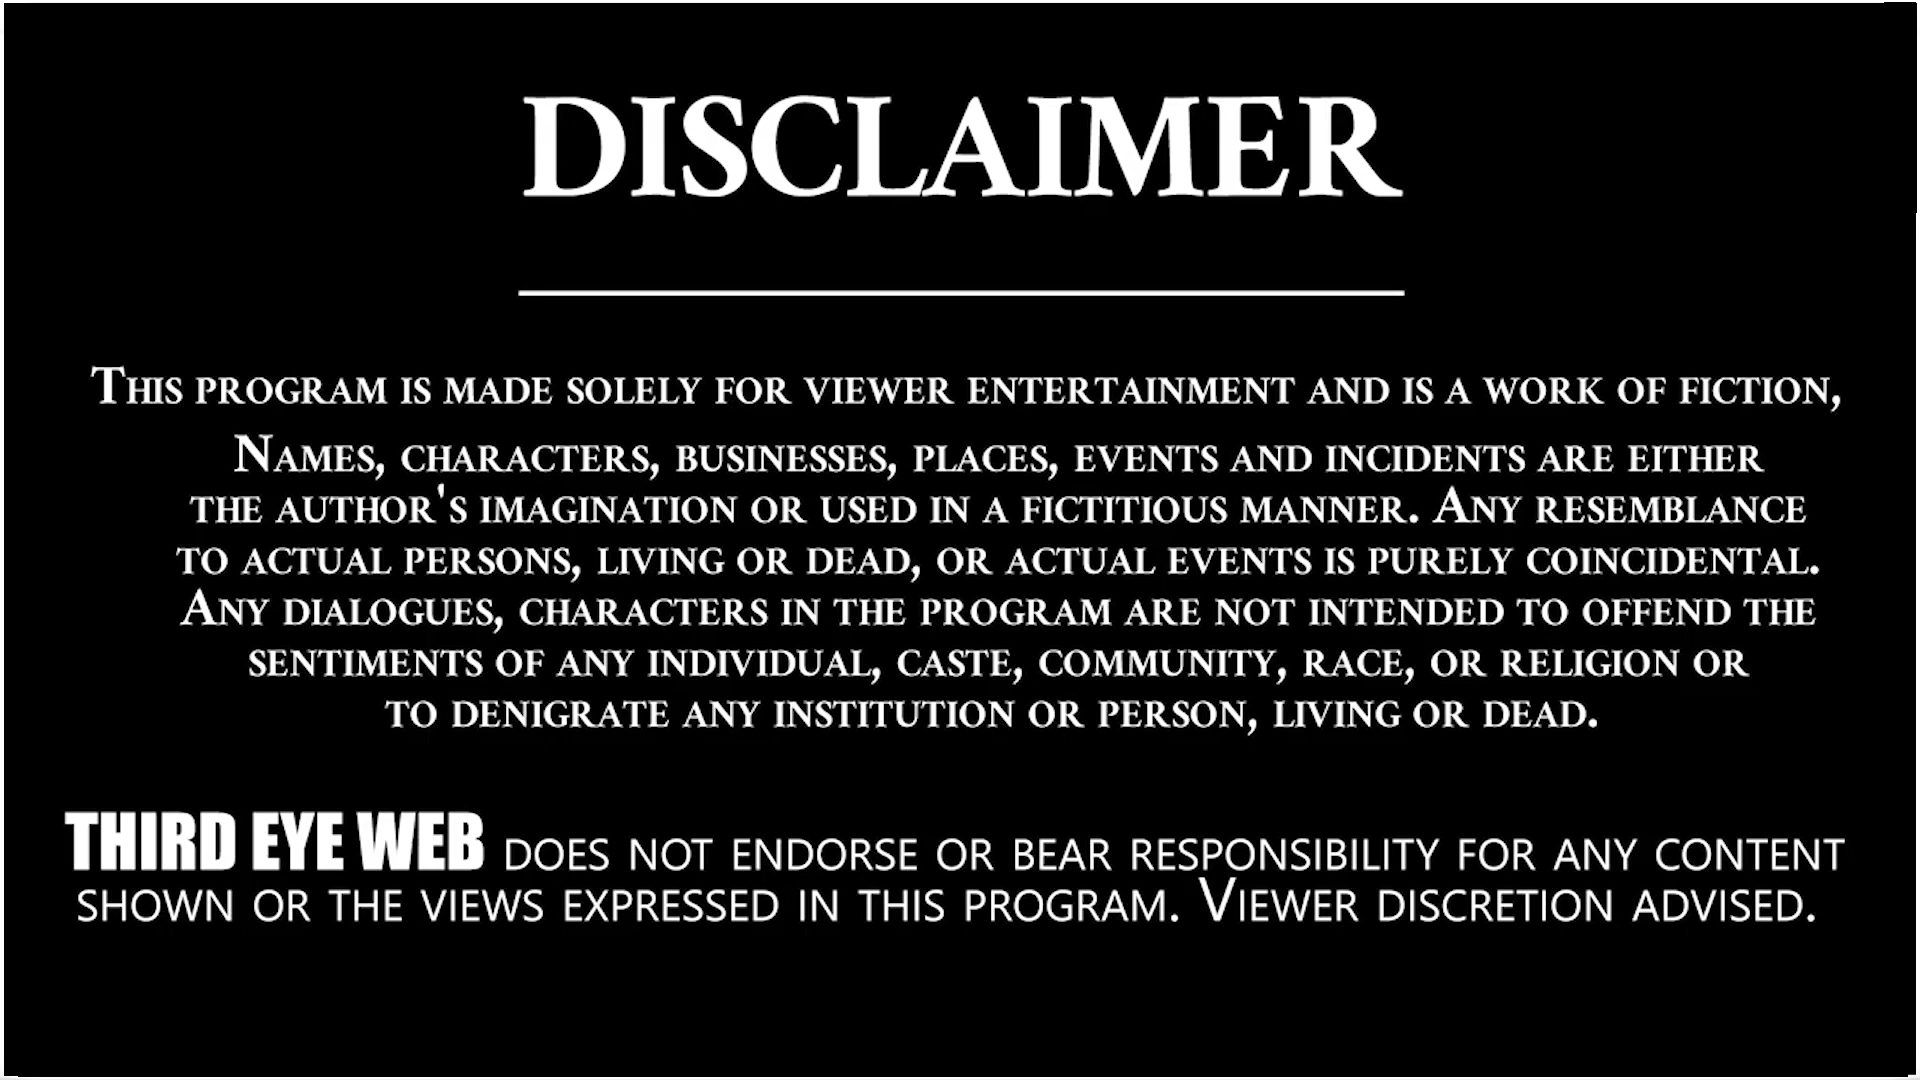 DISCLAIMER
THIS PROGRAM IS MADE SOLELY FOR VIEWER ENTERTAINMENT AND IS A WORK OF FICTION,
NAMES, CHARACTERS, BUSINESSES, PLACES, EVENTS AND INCIDENTS ARE EITHER
THE AUTHOR'S IMAGINATION OR USED IN A FICTITIOUS MANNER. ANY RESEMBLANCE
TO ACTUAL PERSONS, LIVING OR DEAD, OR ACTUAL EVENTS IS PURELY COINCIDENTAL.
ANY DIALOGUES, CHARACTERS IN THE PROGRAM ARE NOT INTENDED TO OFFEND THE
SENTIMENTS OF ANY INDIVIDUAL, CASTE, COMMUNITY, RACE, OR RELIGION OR
TO DENIGRATE ANY INSTITUTION OR PERSON, LIVING OR DEAD.
THIRD EYE WEB DOES NOT ENDORSE OR BEAR RESPONSIBILITY FOR ANY CONTENT
SHOWN OR THE VIEWS EXPRESSED IN THIS PROGRAM. VIEWER DISCRETION ADVISED.